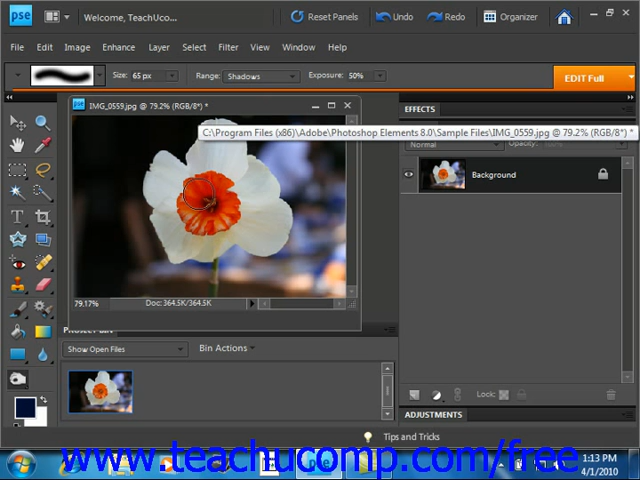 pse
Welcome, TeachUco...
Reset Panels
Undo
Redo
Organizer
File Edit Image Enhance Layer Select Filter View Window Help
Size: 65 px Range: Shadows Exposure: 50%
EDIT Full
IMG_0559.jpg @ 79.2% (RGB/8*) *
EFFECTS
C:\Program Files (x86)\Adobe\Photoshop Elements 8.0\Sample Files\IMG_0559.jpg @ 79.2% (RGB/8*) *
Normal Opacity:
Background
79.17% Doc: 364.5K/364.5K
PROJECT BIN
Show Open Files Bin Actions
Lock:
ADJUSTMENTS
Tips and Tricks
www.teachucomp.com/free
pse
1:13 PM
4/1/2010